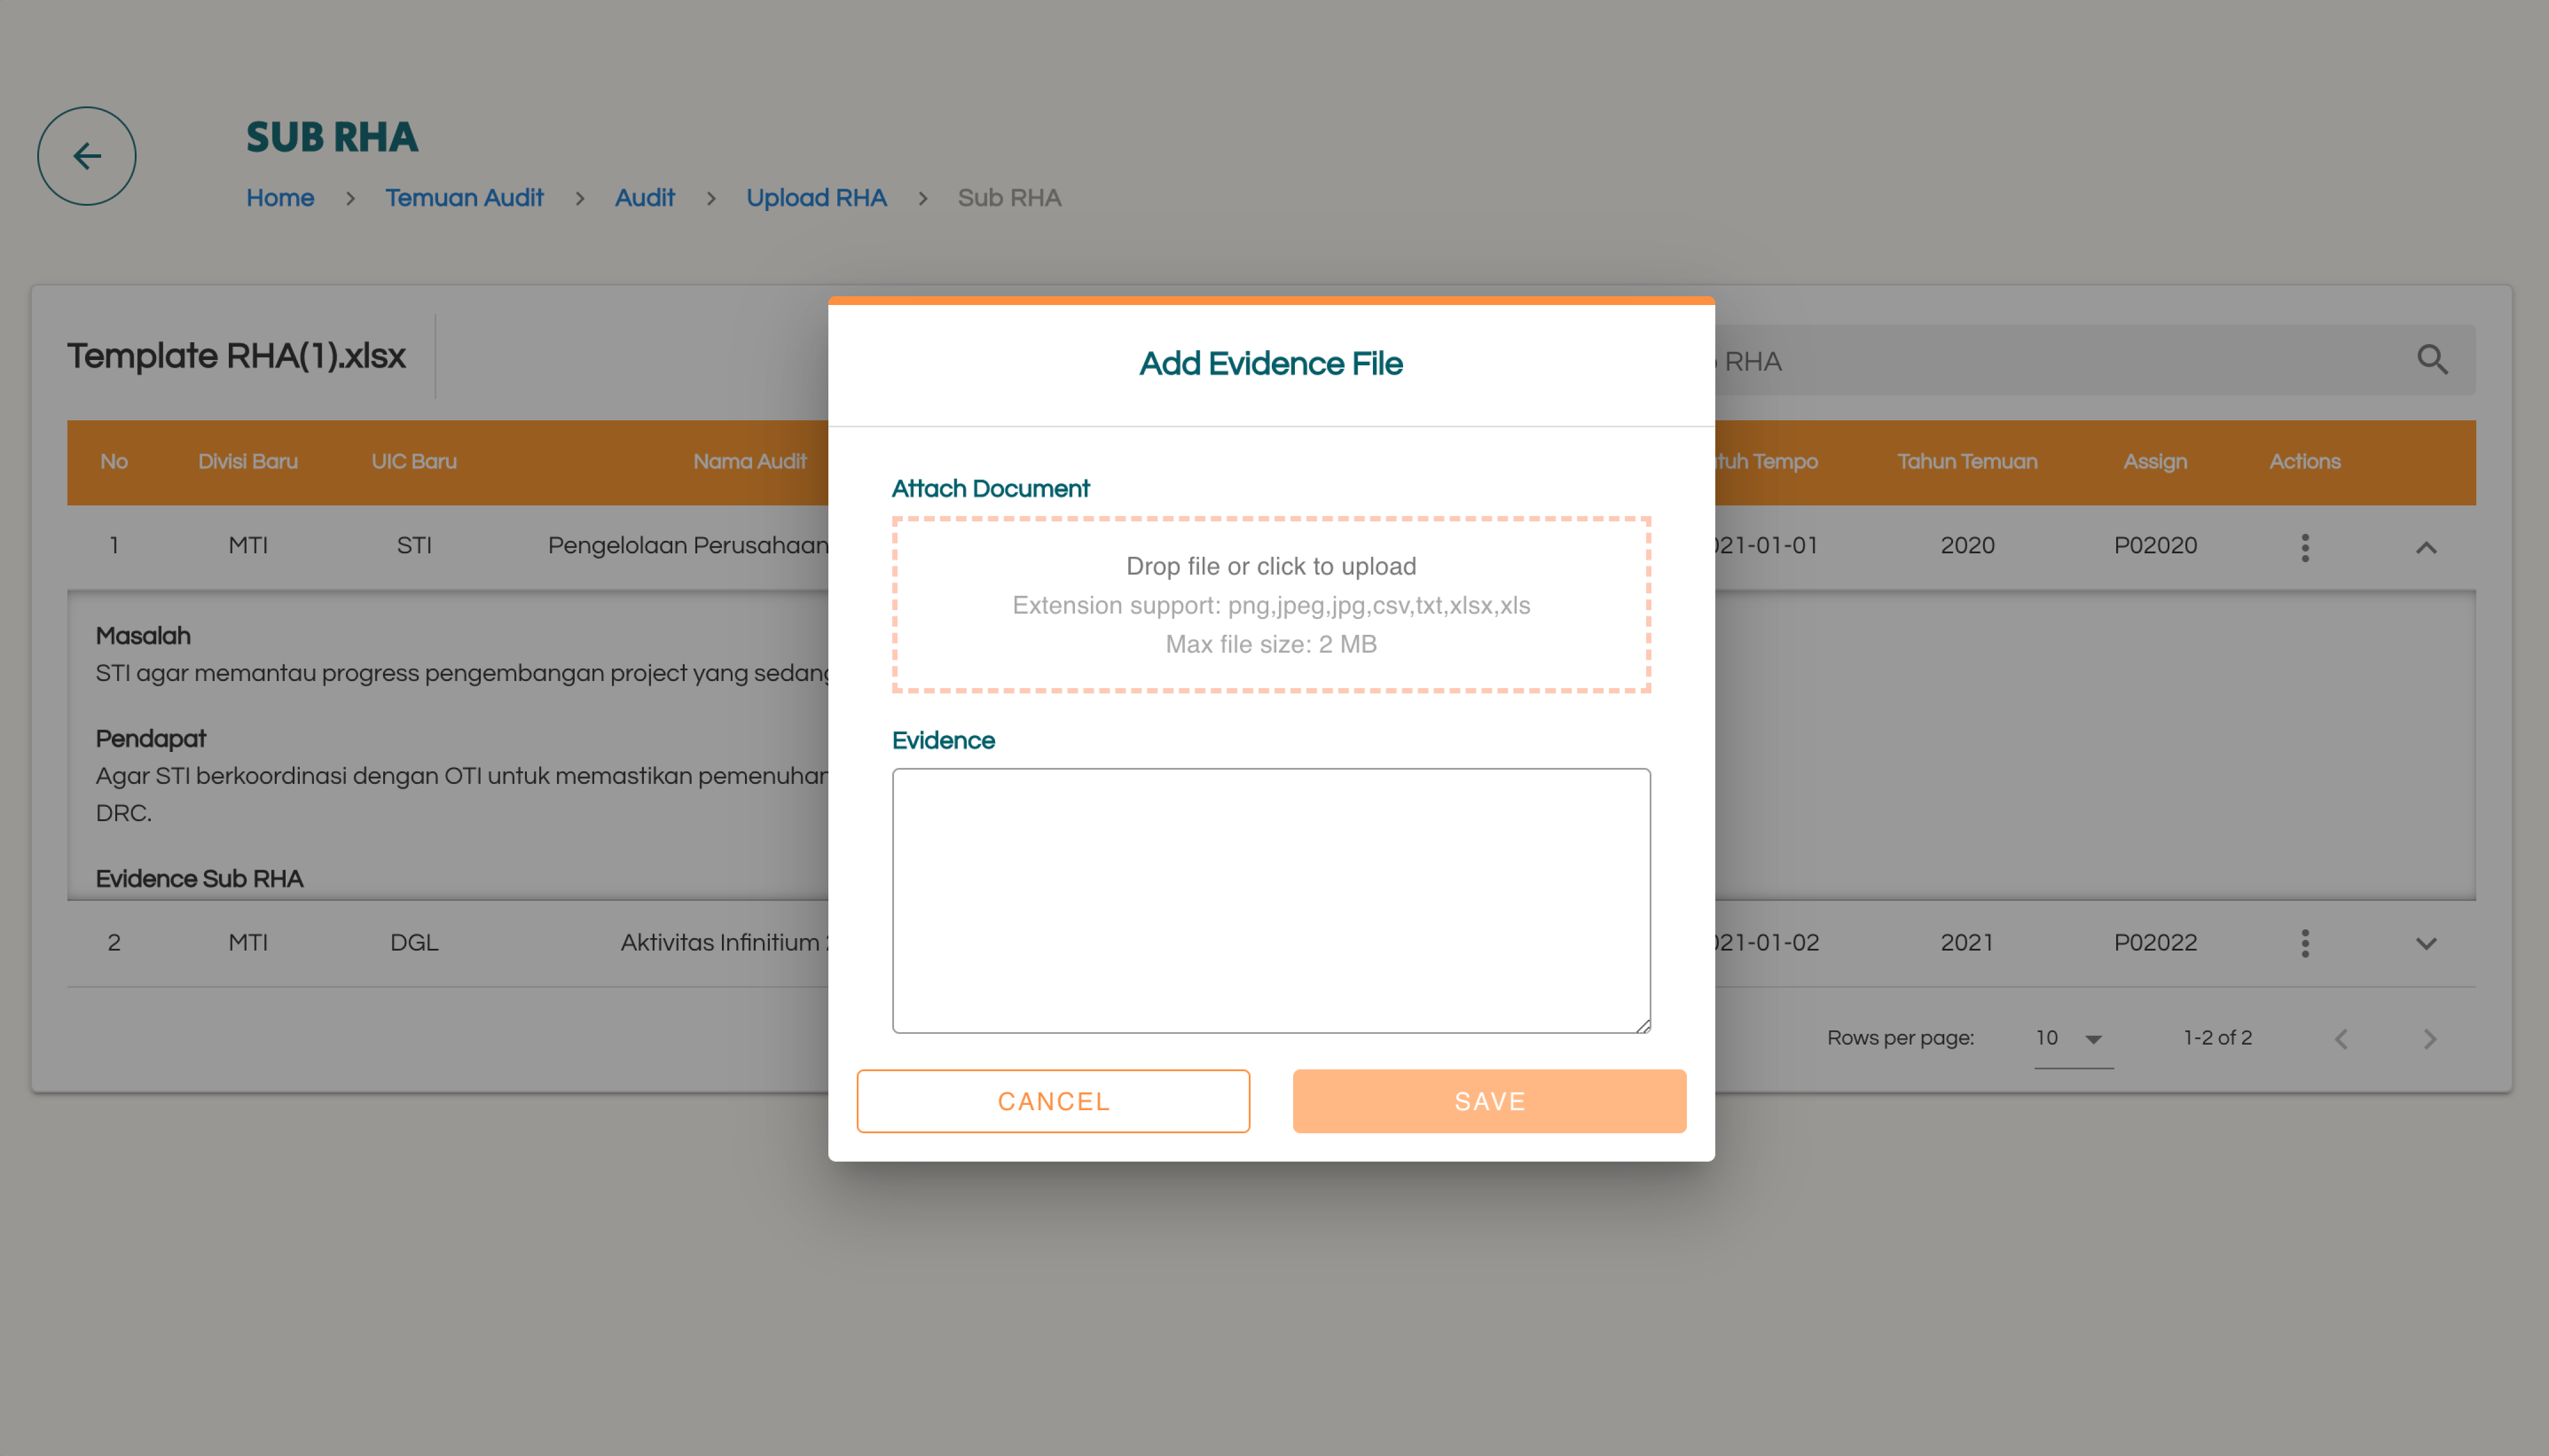 SUB RHA
Home > Temuan Audit > Audit > Upload RHA > Sub RHA
Template RHA(1).xlsx
RHA
No Divisi Baru UIC Baru Nama Audit Tempo Tahun Temuan Assign Actions
1 MTI STI Pengelolaan Perusahaan 21-01-01 2020 P02020
Masalah
STI agar memantau progress pengembangan project yang sedang
Pendapat
Agar STI berkoordinasi dengan OTI untuk memastikan pemenuhan
DRC.
Evidence Sub RHA
2 MTI DGL Aktivitas Infinitium 21-01-02 2021 P02022
Rows per page: 10 1-2 of 2
Add Evidence File
Attach Document
Drop file or click to upload
Extension support: png,jpeg,jpg,csv,txt,xlsx,xls
Max file size: 2 MB
Evidence
CANCEL SAVE